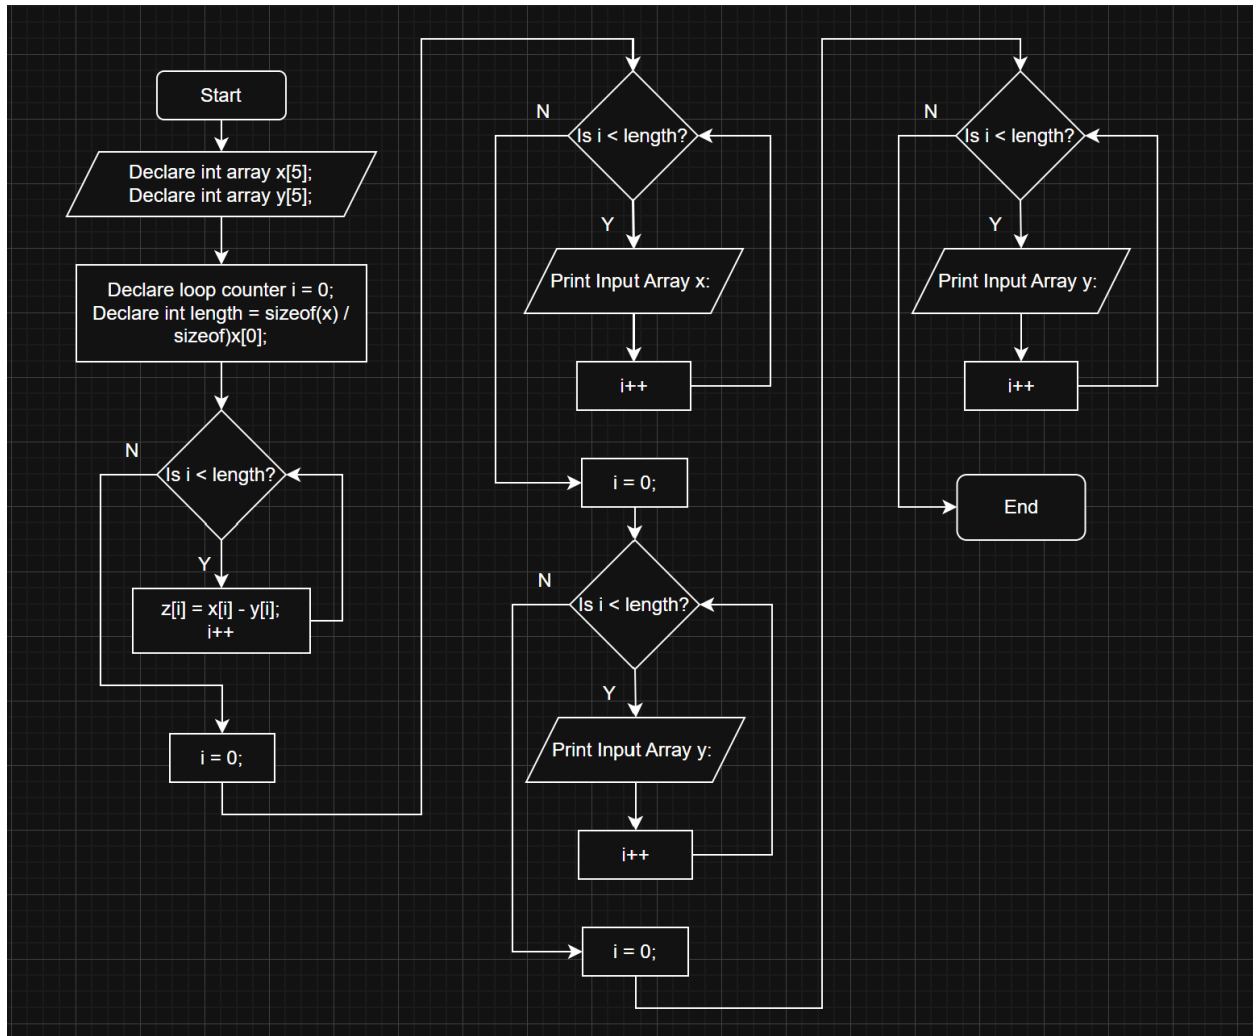 Start
Declare int array x[5];
Declare int array y[5];
Declare loop counter i = 0;
Declare int length = sizeof(x) /
sizeof)x[0];
Is i < length?
N
Y
z[i] = x[i] - y[i];
i++
i = 0;
Is i < length?
N
Y
Print Input Array x:
i++
i = 0;
Is i < length?
N
Y
Print Input Array y:
i++
i = 0;
Is i < length?
N
Y
Print Input Array y:
i++
End